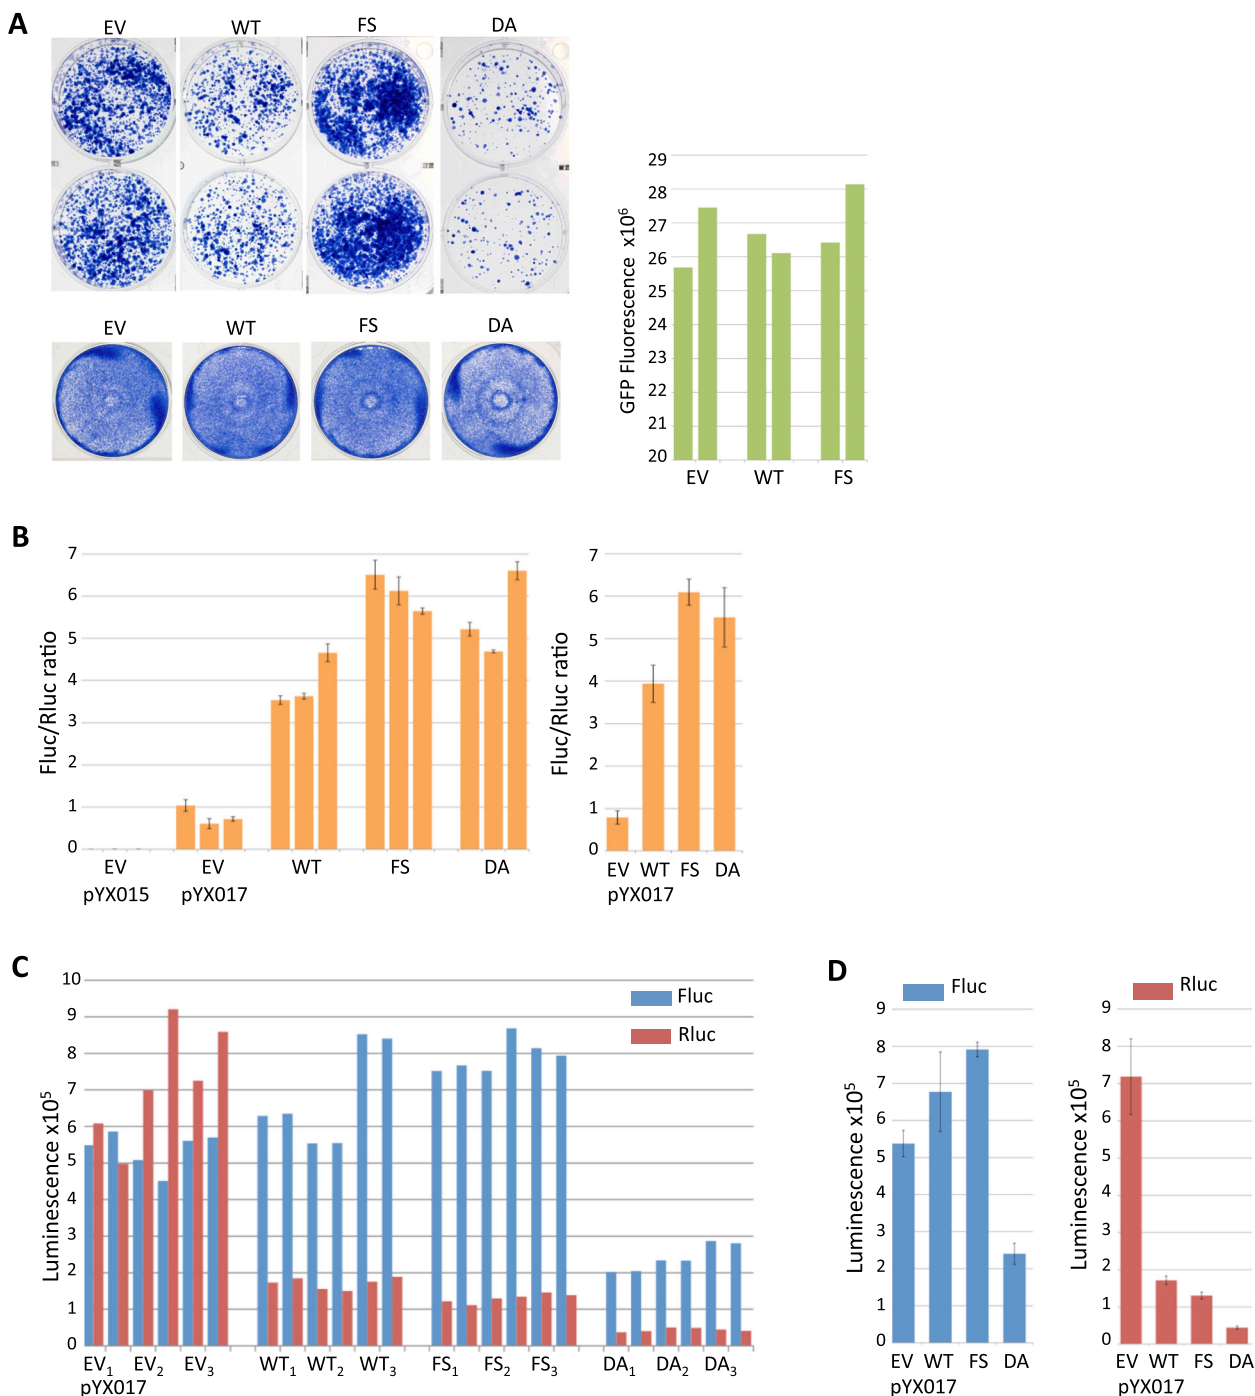 A
EV WT FS DA
EV WT FS DA
GFP Fluorescence x10⁶
29
28
27
26
25
24
23
22
21
20
EV WT FS
B
Fluc/Rluc ratio
7
6
5
4
3
2
1
0
EV EV WT FS DA
pYX015 pYX017
Fluc/Rluc ratio
7
6
5
4
3
2
1
0
EV WT FS DA
pYX017
C
Luminescence x10⁵
10
9
8
7
6
5
4
3
2
1
0
Fluc
Rluc
EV₁ EV₂ EV₃ WT₁ WT₂ WT₃ FS₁ FS₂ FS₃ DA₁ DA₂ DA₃
pYX017
D
Fluc
Luminescence x10⁵
9
8
7
6
5
4
3
2
1
0
EV WT FS DA
pYX017
Rluc
Luminescence x10⁵
9
8
7
6
5
4
3
2
1
0
EV WT FS DA
pYX017